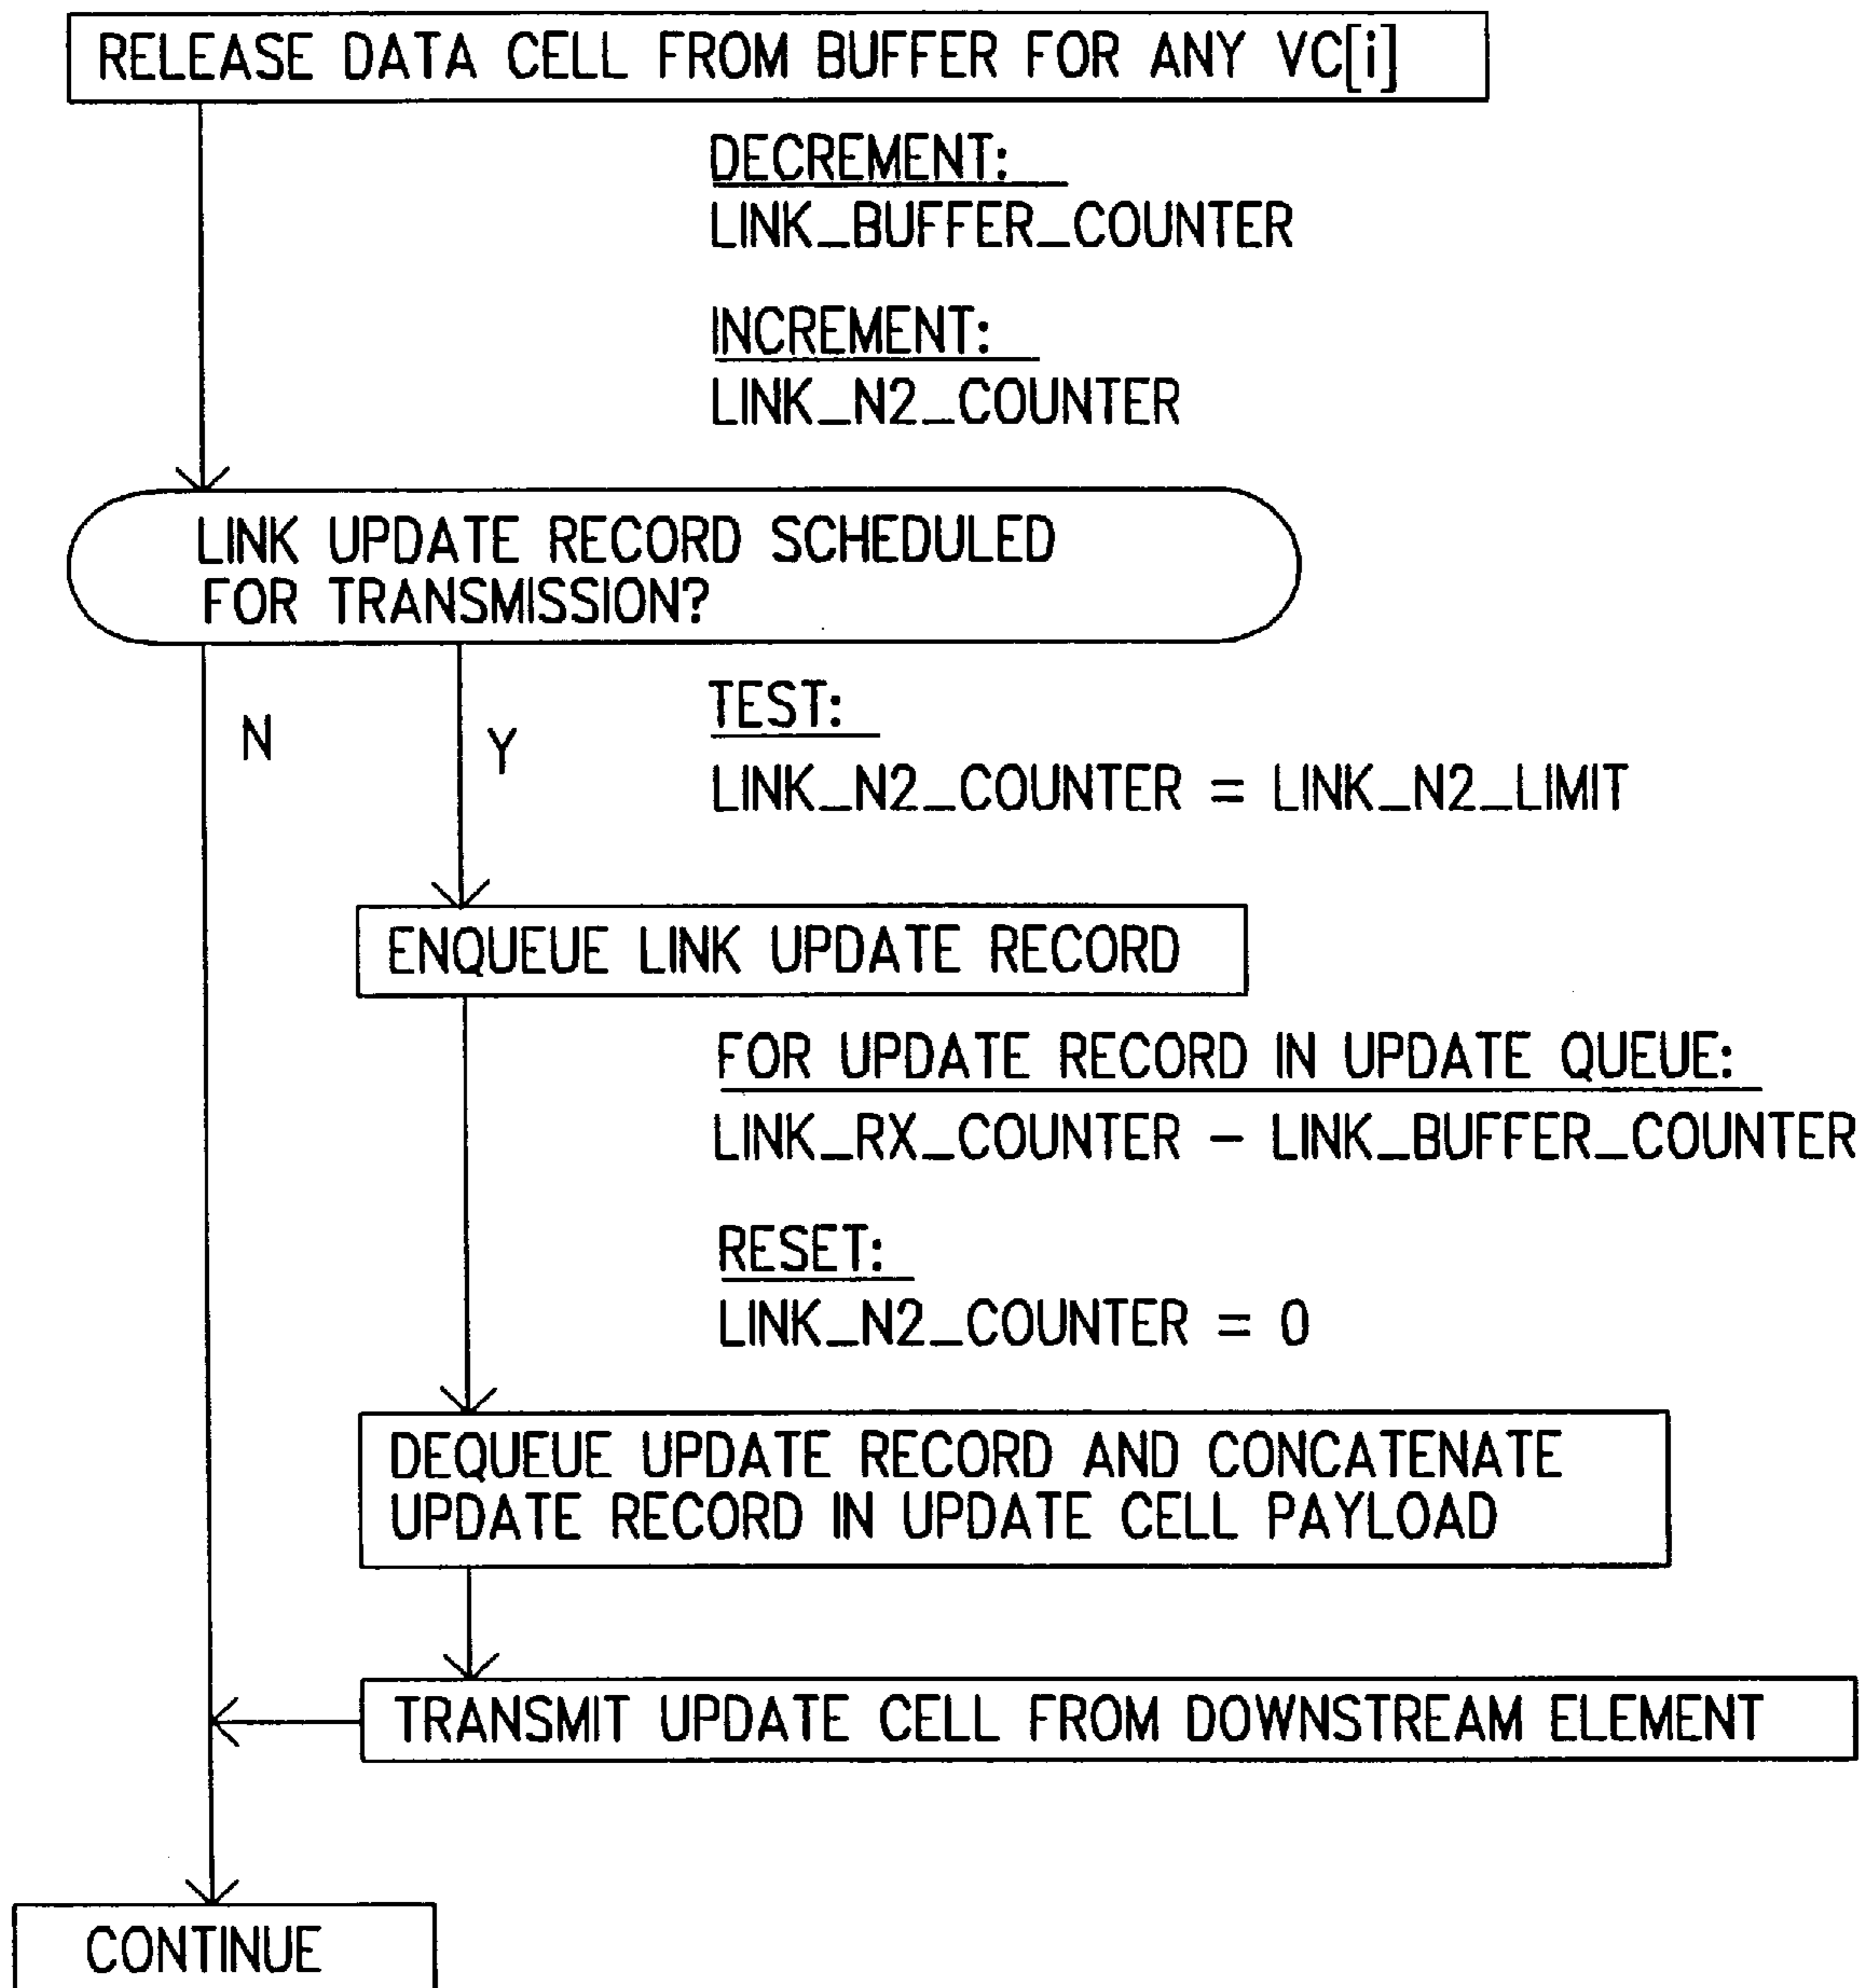 RELEASE DATA CELL FROM BUFFER FOR ANY VC[i]
DECREMENT:
LINK_BUFFER_COUNTER
INCREMENT:
LINK_N2_COUNTER
LINK UPDATE RECORD SCHEDULED
FOR TRANSMISSION?
N
Y
TEST:
LINK_N2_COUNTER = LINK_N2_LIMIT
ENQUEUE LINK UPDATE RECORD
FOR UPDATE RECORD IN UPDATE QUEUE:
LINK_RX_COUNTER – LINK_BUFFER_COUNTER
RESET:
LINK_N2_COUNTER = 0
DEQUEUE UPDATE RECORD AND CONCATENATE
UPDATE RECORD IN UPDATE CELL PAYLOAD
TRANSMIT UPDATE CELL FROM DOWNSTREAM ELEMENT
CONTINUE